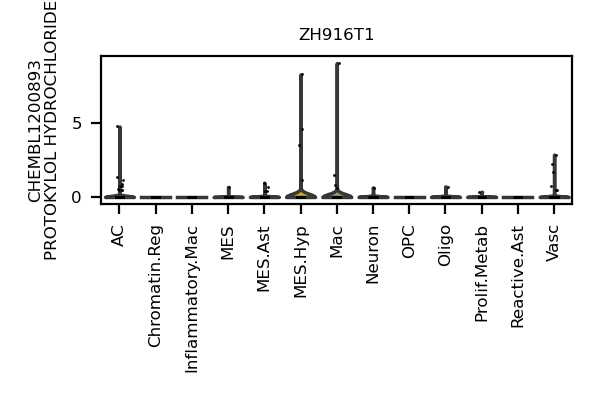 ZH916T1
CHEMBL1200893
PROTOKYLOL HYDROCHLORIDE
5
0
AC
Chromatin.Reg
Inflammatory.Mac
MES
MES.Ast
MES.Hyp
Mac
Neuron
OPC
Oligo
Prolif.Metab
Reactive.Ast
Vasc